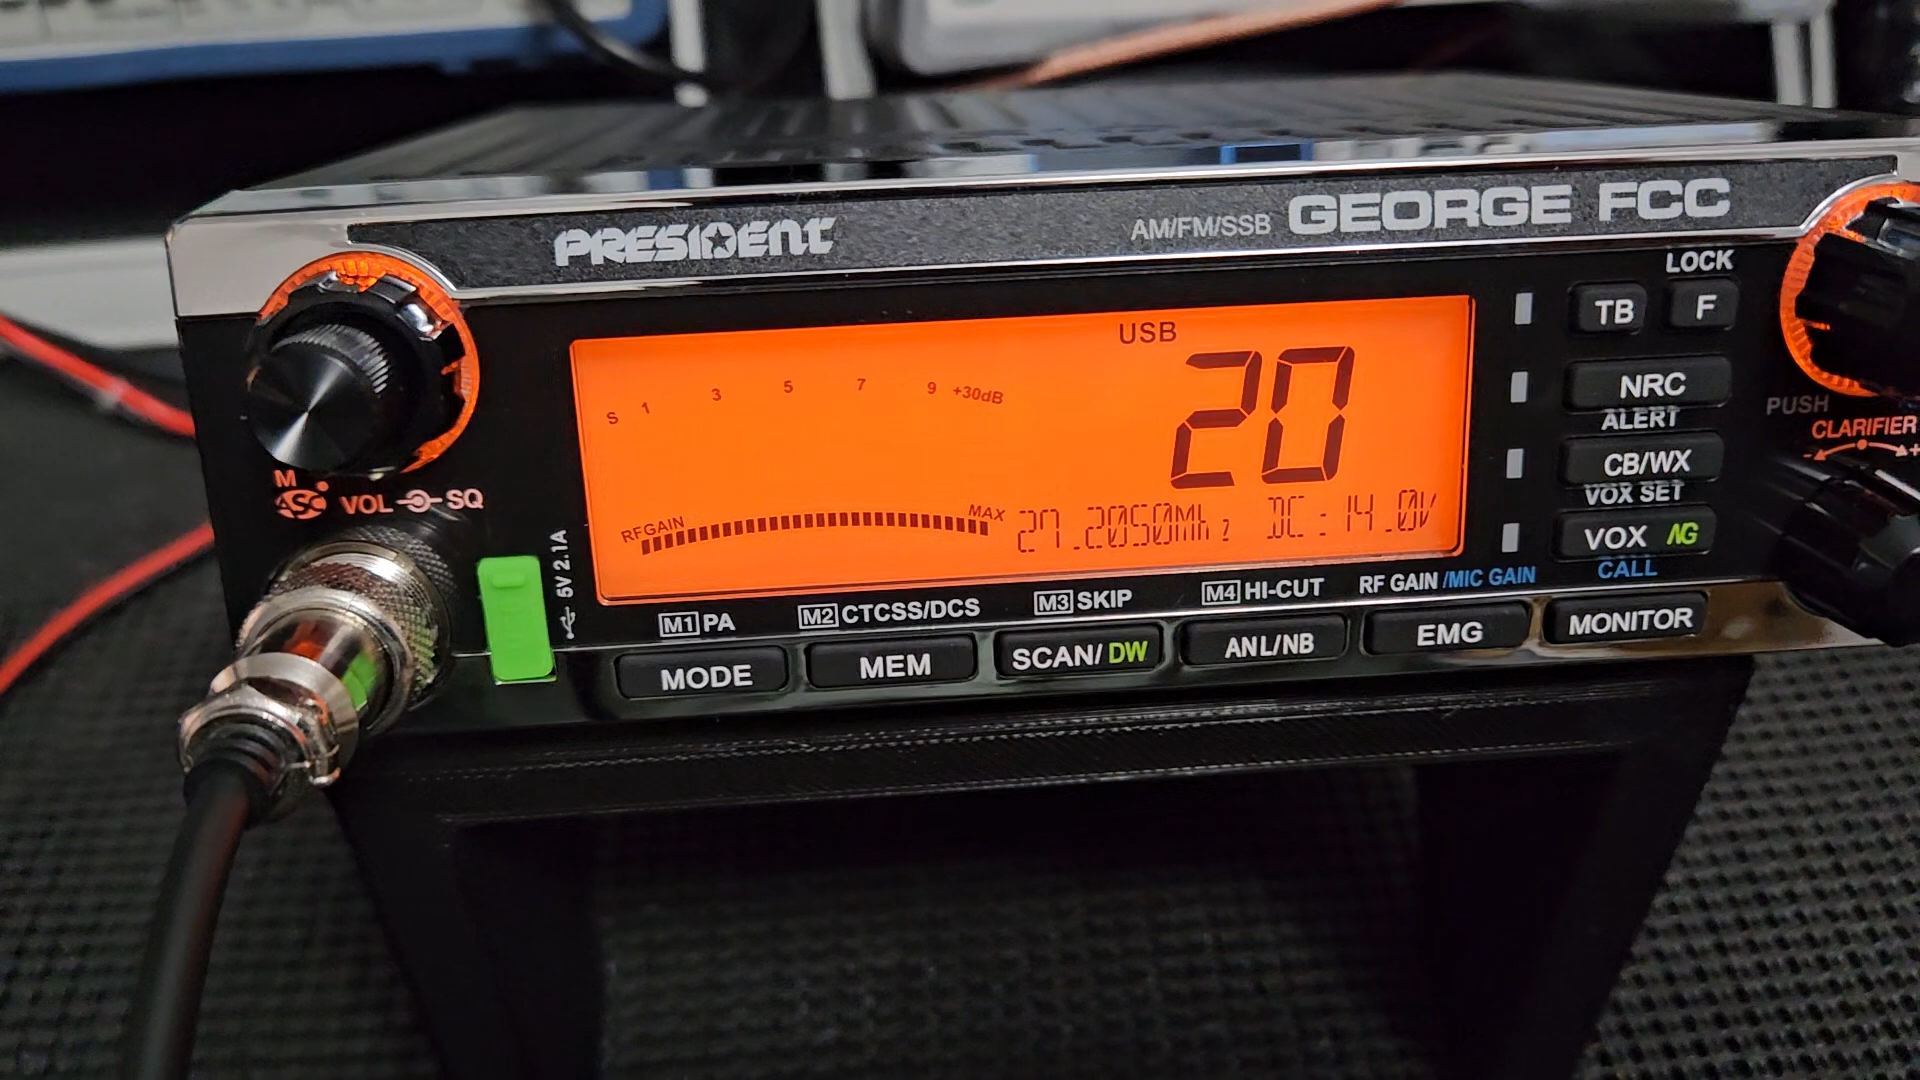 PRESIDENT
AM/FM/SSB GEORGE FCC
LOCK
TB F
USB
20
S 1 3 5 7 9 +30dB
NRC
ALERT
PUSH
CLARIFIER
- +
CB/WX
VOX SET
M
ASC VOL SQ
RFGAIN MAX 27.2050MHz DC:14.0V
VOX NG
CALL
5V 2.1A
M1 PA M2 CTCSS/DCS M3 SKIP M4 HI-CUT RF GAIN/MIC GAIN
MODE MEM SCAN/DW ANL/NB EMG MONITOR